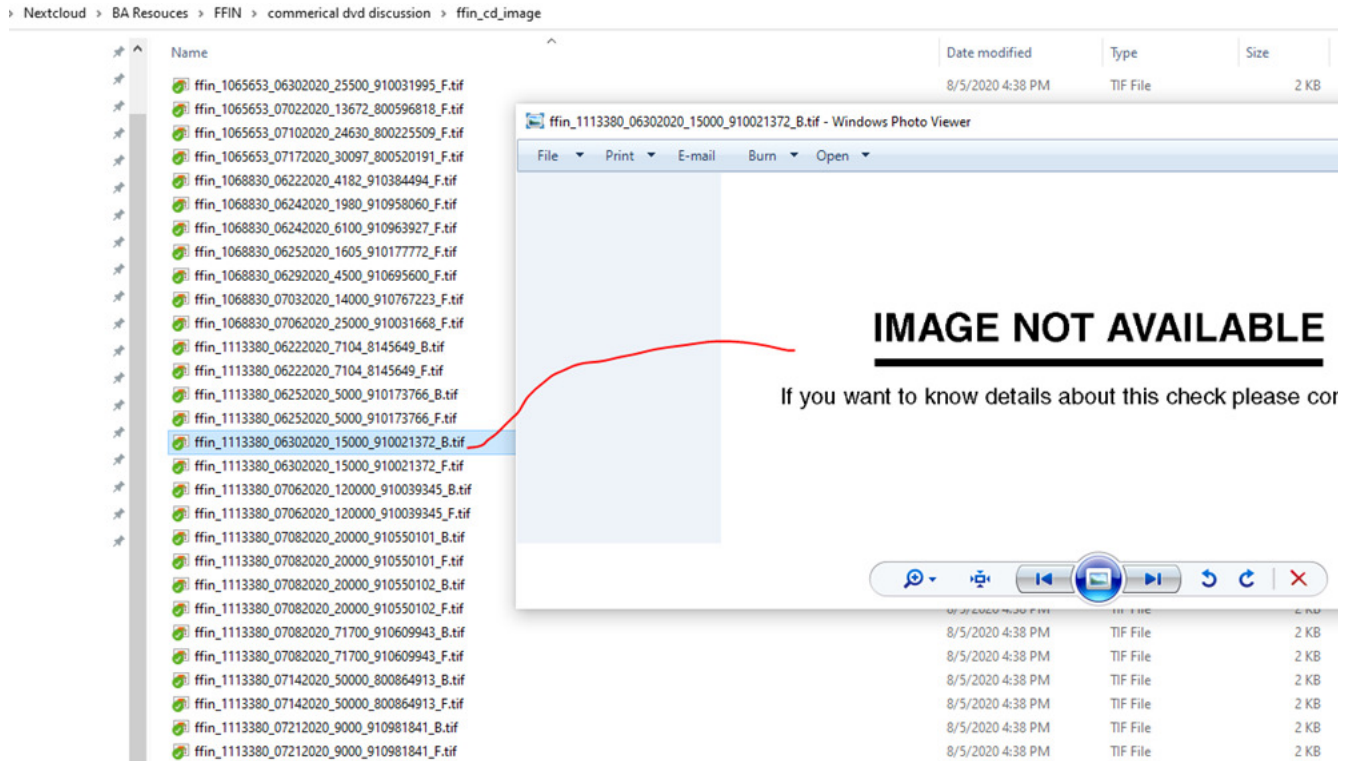 Nextcloud > BA Resouces > FFIN > commerical dvd discussion > ffin_cd_image
Name Date modified Type Size
ffin_1065653_06302020_25500_910031995_F.tif 8/5/2020 4:38 PM TIF File 2 KB
ffin_1065653_07022020_13672_800596818_F.tif
ffin_1065653_07102020_24630_800225509_F.tif
ffin_1065653_07172020_30097_800520191_F.tif
ffin_1068830_06222020_4182_910384494_F.tif
ffin_1068830_06242020_1980_910958060_F.tif
ffin_1068830_06242020_6100_910963927_F.tif
ffin_1068830_06252020_1605_910177772_F.tif
ffin_1068830_06292020_4500_910695600_F.tif
ffin_1068830_07032020_14000_910767223_F.tif
ffin_1068830_07062020_25000_910031668_F.tif
ffin_1113380_06222020_7104_8145649_B.tif
ffin_1113380_06222020_7104_8145649_F.tif
ffin_1113380_06252020_5000_910173766_B.tif
ffin_1113380_06252020_5000_910173766_F.tif
ffin_1113380_06302020_15000_910021372_B.tif
ffin_1113380_06302020_15000_910021372_F.tif
ffin_1113380_07062020_120000_910039345_B.tif
ffin_1113380_07062020_120000_910039345_F.tif
ffin_1113380_07082020_20000_910550101_B.tif
ffin_1113380_07082020_20000_910550101_F.tif
ffin_1113380_07082020_20000_910550102_B.tif
ffin_1113380_07082020_20000_910550102_F.tif
ffin_1113380_07082020_71700_910609943_B.tif 8/5/2020 4:38 PM TIF File 2 KB
ffin_1113380_07082020_71700_910609943_F.tif 8/5/2020 4:38 PM TIF File 2 KB
ffin_1113380_07142020_50000_800864913_B.tif 8/5/2020 4:38 PM TIF File 2 KB
ffin_1113380_07142020_50000_800864913_F.tif 8/5/2020 4:38 PM TIF File 2 KB
ffin_1113380_07212020_9000_910981841_B.tif 8/5/2020 4:38 PM TIF File 2 KB
ffin_1113380_07212020_9000_910981841_F.tif 8/5/2020 4:38 PM TIF File 2 KB
ffin_1113380_06302020_15000_910021372_B.tif - Windows Photo Viewer
File Print E-mail Burn Open
IMAGE NOT AVAILABLE
If you want to know details about this check please cor